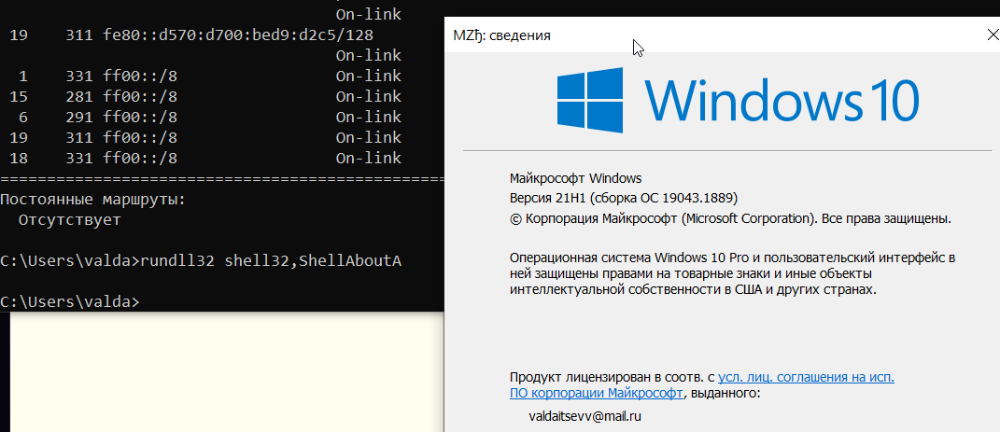 On-link
19 311 fe80::d570:d700:bed9:d2c5/128
On-link
1 331 ff00::/8 On-link
15 281 ff00::/8 On-link
6 291 ff00::/8 On-link
19 311 ff00::/8 On-link
18 331 ff00::/8 On-link
===============================================
Постоянные маршруты:
Отсутствует
C:\Users\valda>rundll32 shell32,ShellAboutA
C:\Users\valda>
MZђ: сведения
Windows 10
Майкрософт Windows
Версия 21H1 (сборка ОС 19043.1889)
© Корпорация Майкрософт (Microsoft Corporation). Все права защищены.
Операционная система Windows 10 Pro и пользовательский интерфейс в
ней защищены правами на товарные знаки и иные объекты
интеллектуальной собственности в США и других странах.
Продукт лицензирован в соотв. с усл. лиц. соглашения на исп.
ПО корпорации Майкрософт, выданного:
valdaitsevv@mail.ru